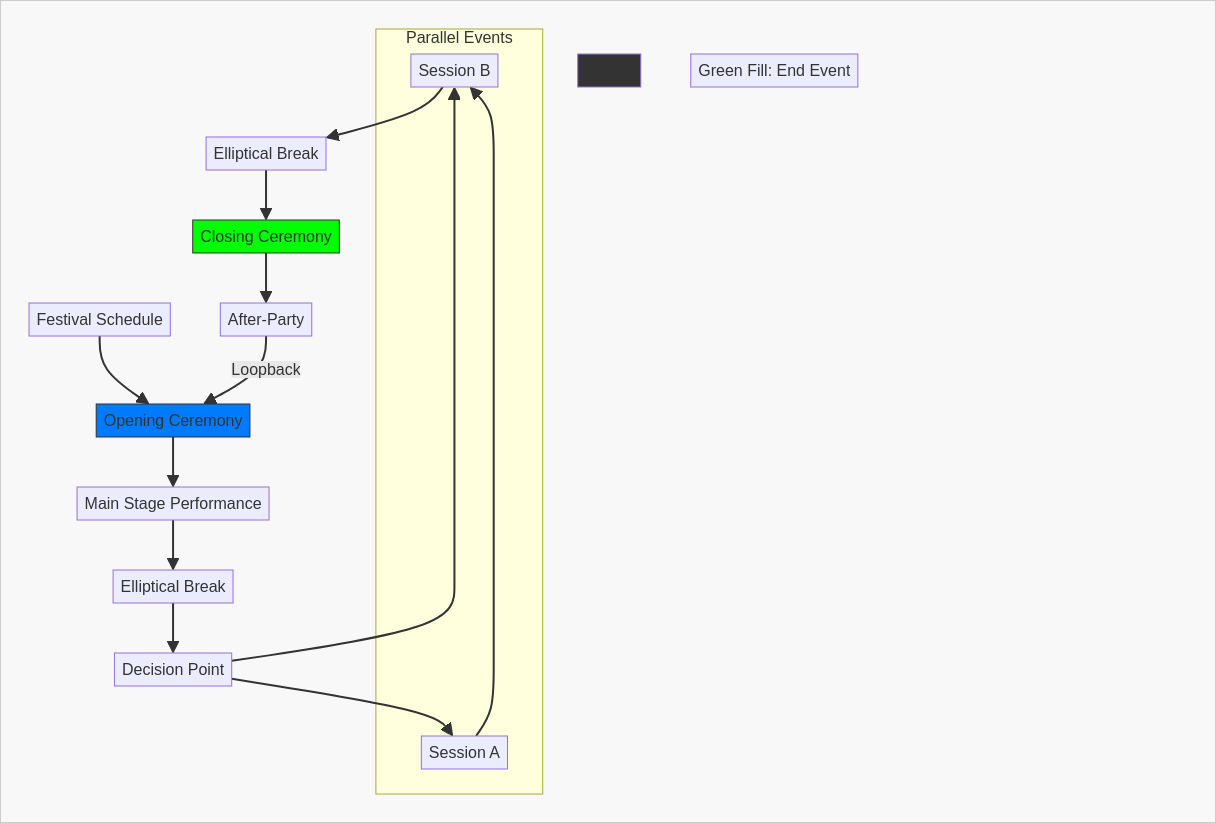 Parallel Events
Session B
Green Fill: End Event
Elliptical Break
Closing Ceremony
Festival Schedule
After-Party
Loopback
Opening Ceremony
Main Stage Performance
Elliptical Break
Decision Point
Session A